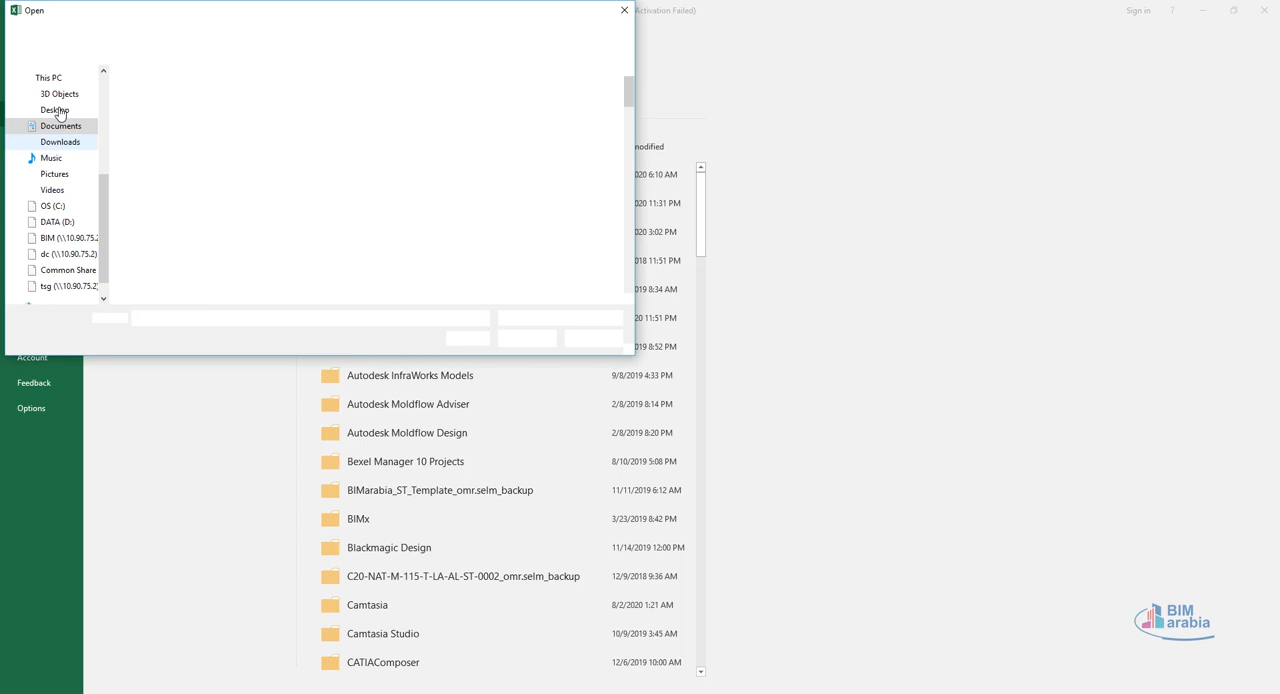 Open
Activation Failed)
Sign in
?
This PC
3D Objects
Desktop
Documents
Downloads
Music
Pictures
Videos
OS (C:)
DATA (D:)
BIM (\\10.90.75.2
dc (\\10.90.75.2)
Common Share
tsg (\\10.90.75.2)
modified
020 6:10 AM
020 11:31 PM
020 3:02 PM
018 11:51 PM
019 8:34 AM
020 11:51 PM
019 8:52 PM
Account
Feedback
Options
Autodesk InfraWorks Models 9/8/2019 4:33 PM
Autodesk Moldflow Adviser 2/8/2019 8:14 PM
Autodesk Moldflow Design 2/8/2019 8:20 PM
Bexel Manager 10 Projects 8/10/2019 5:08 PM
BIMarabia_ST_Template_omr.selm_backup 11/11/2019 6:12 AM
BIMx 3/23/2019 8:42 PM
Blackmagic Design 11/14/2019 12:00 PM
C20-NAT-M-115-T-LA-AL-ST-0002_omr.selm_backup 12/9/2018 9:36 AM
Camtasia 8/2/2020 1:21 AM
Camtasia Studio 10/9/2019 3:45 AM
CATIAComposer 12/6/2019 10:00 AM
BIM
arabia